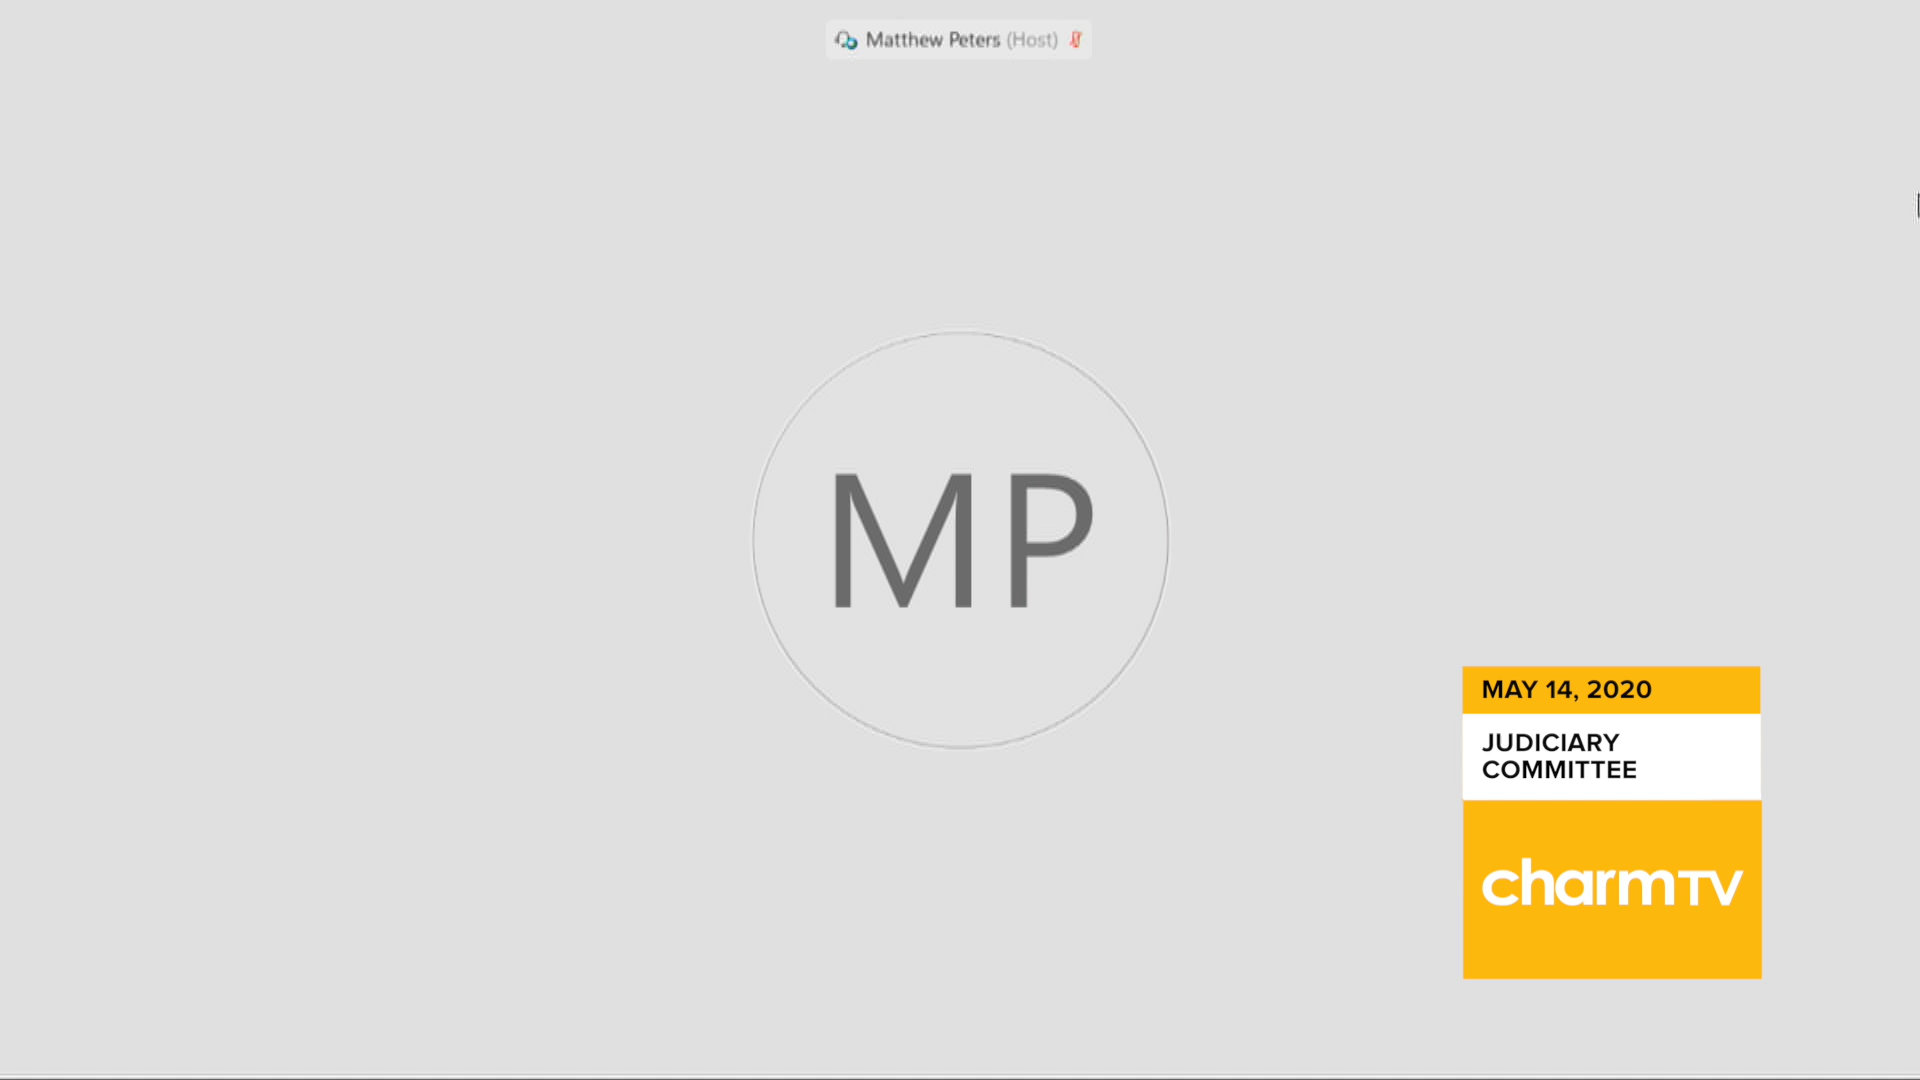 Matthew Peters (Host)
MP
MAY 14, 2020
JUDICIARY
COMMITTEE
charmTV